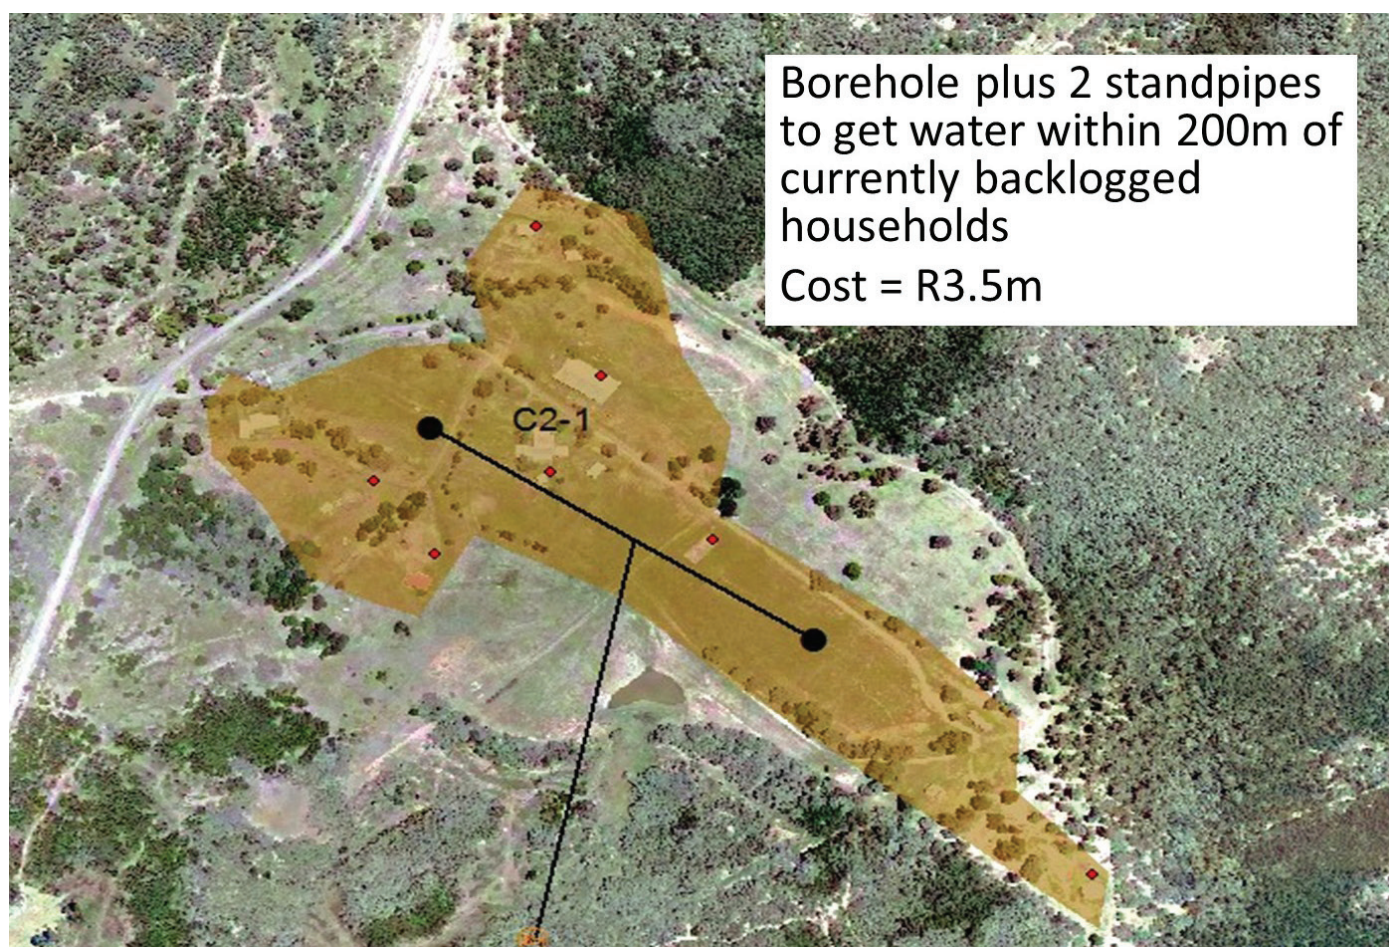 Borehole plus 2 standpipes
to get water within 200m of
currently backlogged
households
Cost = R3.5m
C2-1